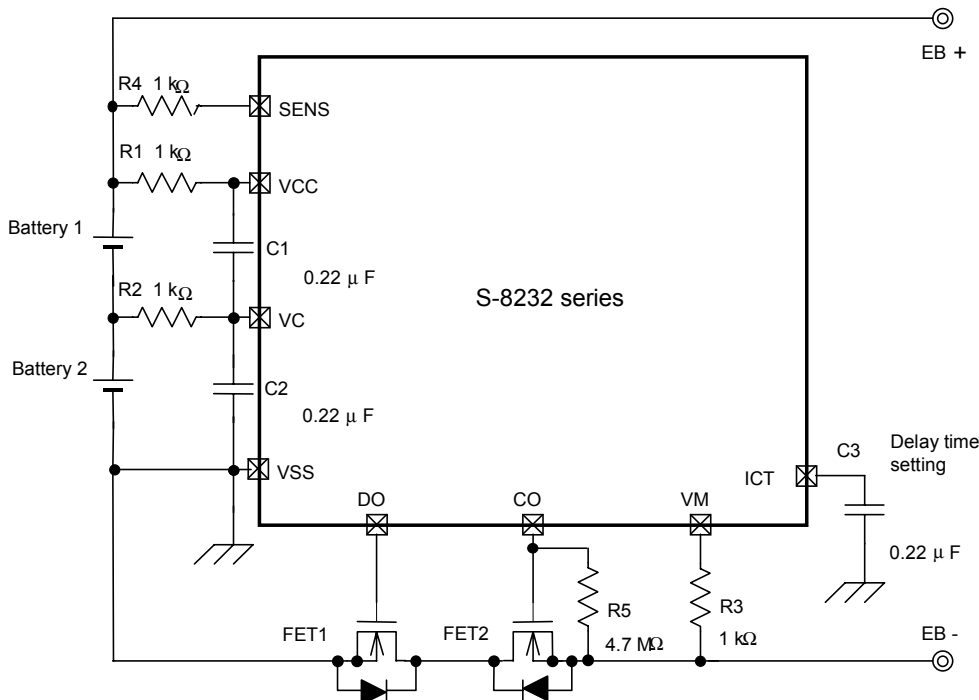 EB +
R4 1 kΩ
SENS
R1 1 kΩ
VCC
Battery 1
C1
0.22 μ F
R2 1 kΩ
S-8232 series
VC
Battery 2
C2
0.22 μ F
VSS
C3
Delay time
setting
ICT
DO
CO
VM
0.22 μ F
R5
4.7 MΩ
R3
1 kΩ
FET1
FET2
EB -